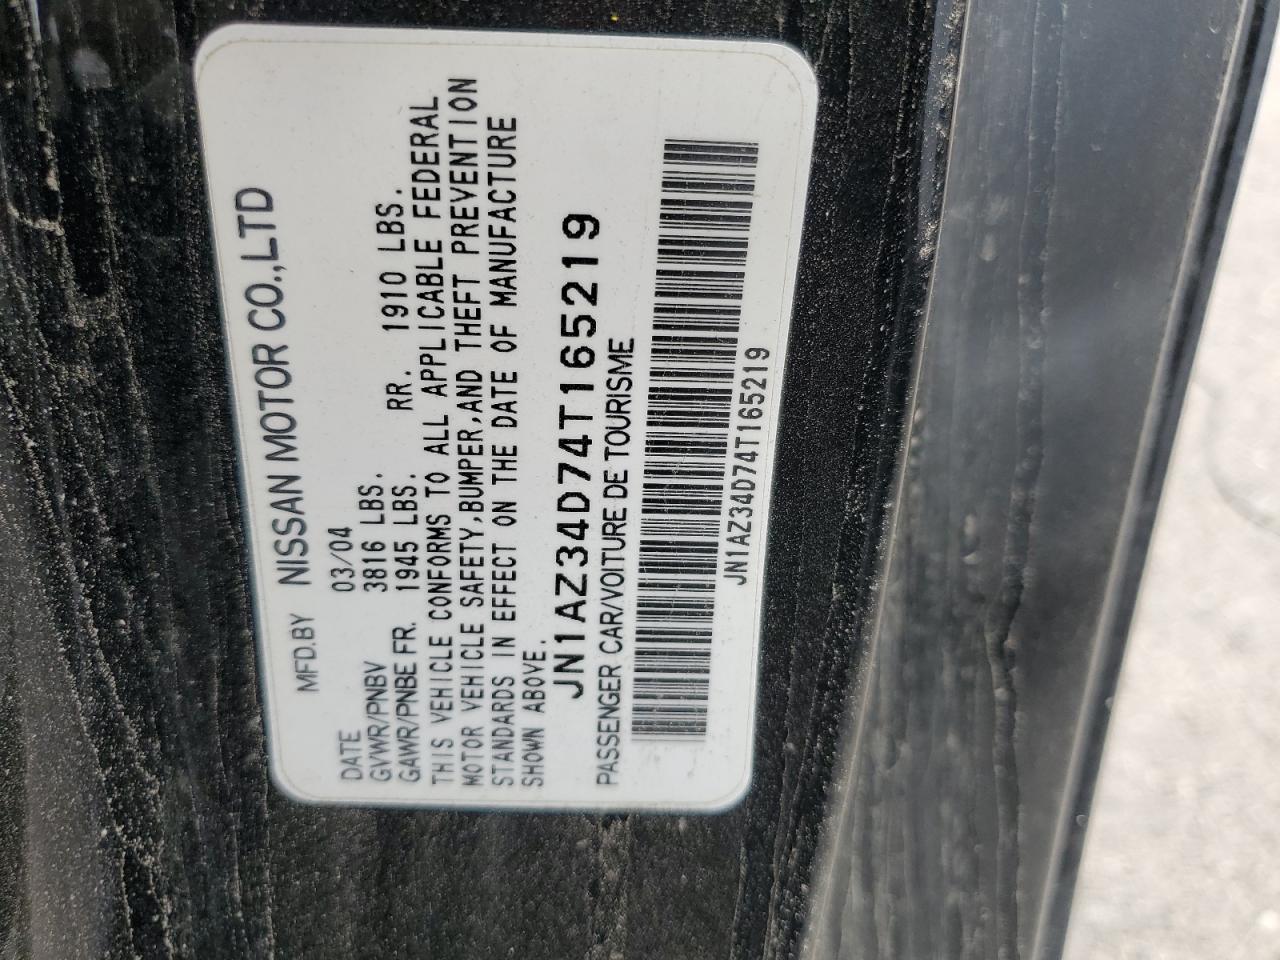 MFD.BY NISSAN MOTOR CO.,LTD
DATE 03/04
GVWR/PNBV 3816 LBS.
GAWR/PNBE FR. 1945 LBS. RR. 1910 LBS.
THIS VEHICLE CONFORMS TO ALL APPLICABLE FEDERAL
MOTOR VEHICLE SAFETY,BUMPER,AND THEFT PREVENTION
STANDARDS IN EFFECT ON THE DATE OF MANUFACTURE
SHOWN ABOVE.
JN1AZ34D74T165219
PASSENGER CAR/VOITURE DE TOURISME
JN1AZ34D74T165219